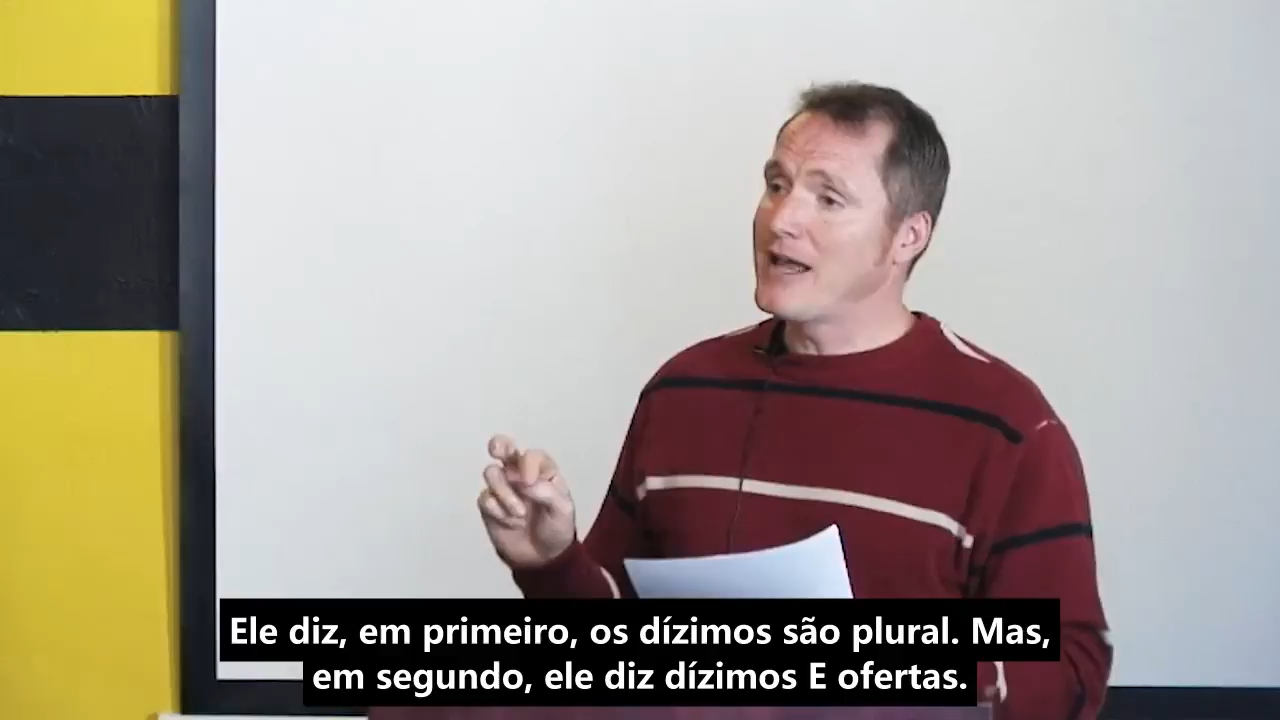 Ele diz, em primeiro, os dízimos são plural. Mas,
em segundo, ele diz dízimos E ofertas.